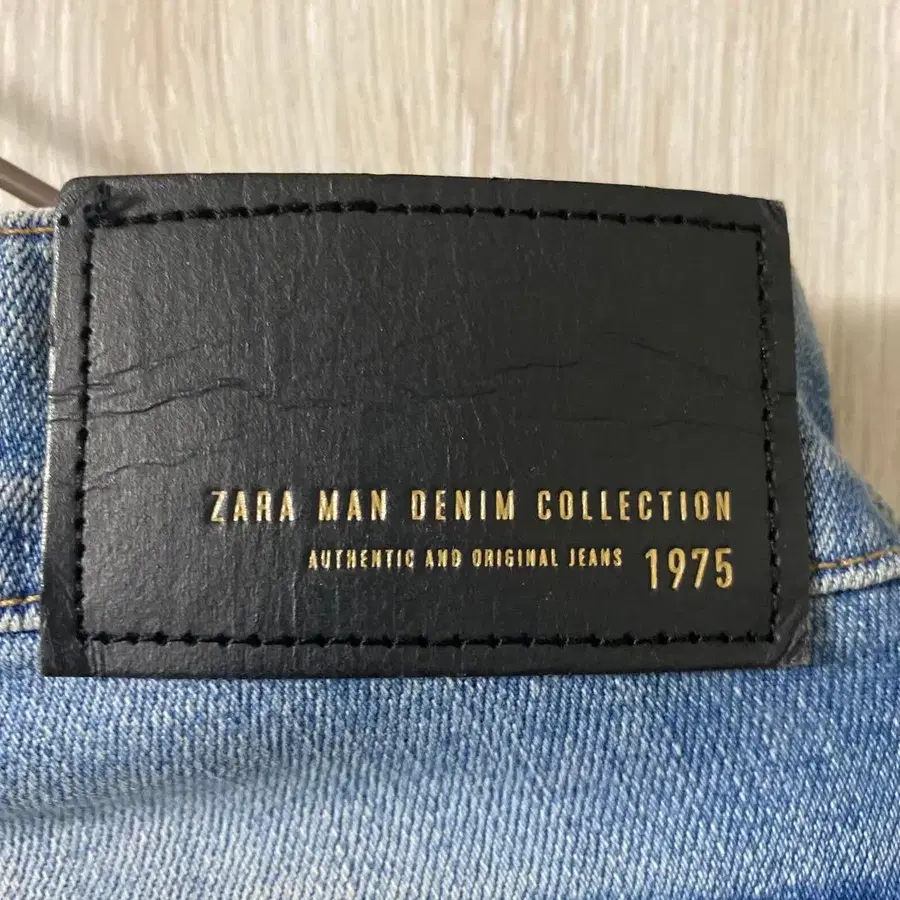 ZARA MAN DENIM COLLECTION
AUTHENTIC AND ORIGINAL JEANS 1975